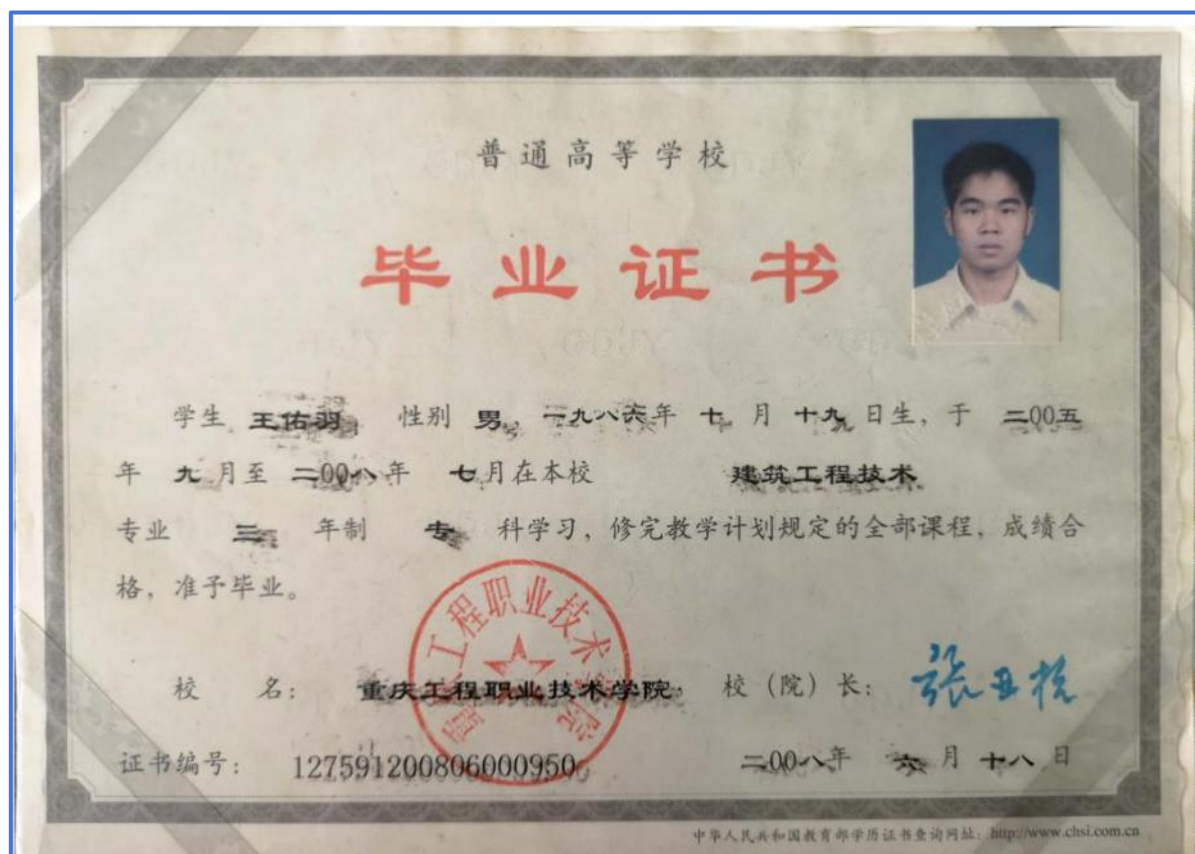 普通高等学校
毕业证书
学生 王佑羽 性别 男, 一九八六年 十 月 十九 日生, 于 二00五
年 九 月至 二00八年 七月在本校 建筑工程技术
专业 三 年制 专 科学习, 修完教学计划规定的全部课程, 成绩合
格, 准予毕业。
重庆工程职业技术学院
校 名: 重庆工程职业技术学院 校 (院) 长:
证书编号: 127591200806000950 二00八年 六 月 十八 日
中华人民共和国教育部学历证书查询网址: http://www.chsi.com.cn